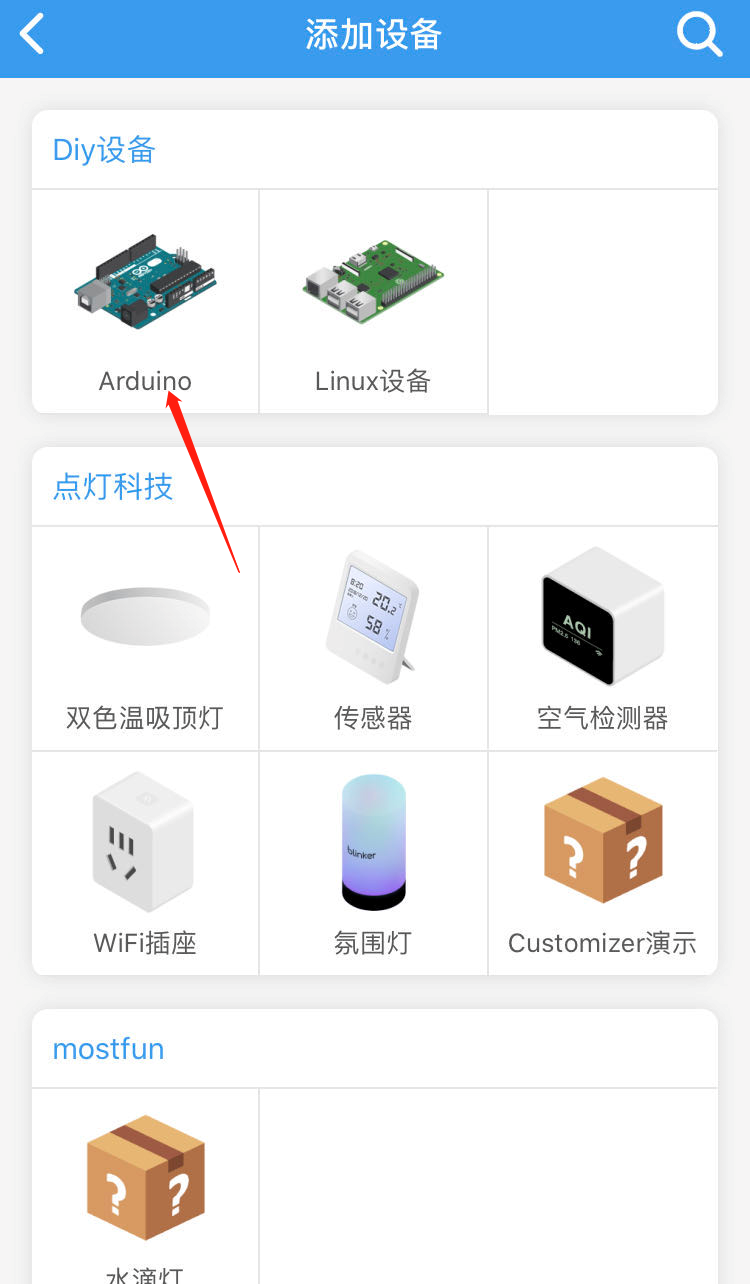 添加设备
Diy设备
Arduino
Linux设备
点灯科技
8:20
20.2
58
%
AQI
PM2.5 136
双色温吸顶灯
传感器
空气检测器
blinker
WiFi插座
氛围灯
? ?
Customizer演示
mostfun
? ?
水滴灯